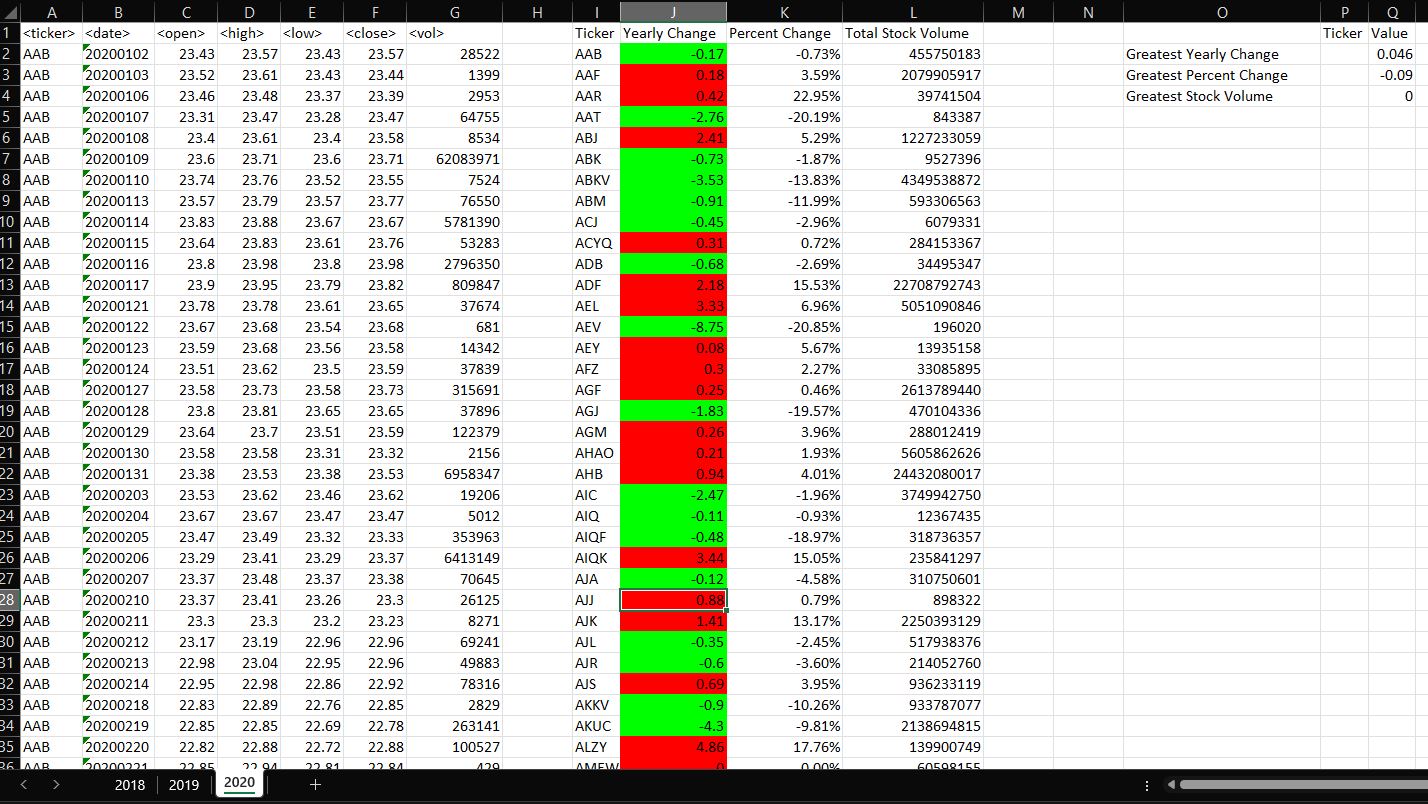 A B C D E F G H I J K L M N O P Q
1 <ticker> <date> <open> <high> <low> <close> <vol> Ticker Yearly Change Percent Change Total Stock Volume Ticker Value
2 AAB 20200102 23.43 23.57 23.43 23.57 28522 AAB -0.17 -0.73% 455750183 Greatest Yearly Change 0.046
3 AAB 20200103 23.52 23.61 23.43 23.44 1399 AAF 0.18 3.59% 2079905917 Greatest Percent Change -0.09
4 AAB 20200106 23.46 23.48 23.37 23.39 2953 AAR 0.42 22.95% 39741504 Greatest Stock Volume 0
5 AAB 20200107 23.31 23.47 23.28 23.47 64755 AAT -2.76 -20.19% 843387
6 AAB 20200108 23.4 23.61 23.4 23.58 8534 ABJ 2.41 5.29% 1227233059
7 AAB 20200109 23.6 23.71 23.6 23.71 62083971 ABK -0.73 -1.87% 9527396
8 AAB 20200110 23.74 23.76 23.52 23.55 7524 ABKV -3.53 -13.83% 4349538872
9 AAB 20200113 23.57 23.79 23.57 23.77 76550 ABM -0.91 -11.99% 593306563
10 AAB 20200114 23.83 23.88 23.67 23.67 5781390 ACJ -0.45 -2.96% 6079331
11 AAB 20200115 23.64 23.83 23.61 23.76 53283 ACYQ 0.31 0.72% 284153367
12 AAB 20200116 23.8 23.98 23.8 23.98 2796350 ADB -0.68 -2.69% 34495347
13 AAB 20200117 23.9 23.95 23.79 23.82 809847 ADF 2.18 15.53% 22708792743
14 AAB 20200121 23.78 23.78 23.61 23.65 37674 AEL 3.33 6.96% 5051090846
15 AAB 20200122 23.67 23.68 23.54 23.68 681 AEV -8.75 -20.85% 196020
16 AAB 20200123 23.59 23.68 23.56 23.58 14342 AEY 0.08 5.67% 13935158
17 AAB 20200124 23.51 23.62 23.5 23.59 37839 AFZ 0.3 2.27% 33085895
18 AAB 20200127 23.58 23.73 23.58 23.73 315691 AGF 0.25 0.46% 2613789440
19 AAB 20200128 23.8 23.81 23.65 23.65 37896 AGJ -1.83 -19.57% 470104336
20 AAB 20200129 23.64 23.7 23.51 23.59 122379 AGM 0.26 3.96% 288012419
21 AAB 20200130 23.58 23.58 23.31 23.32 2156 AHAO 0.21 1.93% 5605862626
22 AAB 20200131 23.38 23.53 23.38 23.53 6958347 AHB 0.94 4.01% 24432080017
23 AAB 20200203 23.53 23.62 23.46 23.62 19206 AIC -2.47 -1.96% 3749942750
24 AAB 20200204 23.67 23.67 23.47 23.47 5012 AIQ -0.11 -0.93% 12367435
25 AAB 20200205 23.47 23.49 23.32 23.33 353963 AIQF -0.48 -18.97% 318736357
26 AAB 20200206 23.29 23.41 23.29 23.37 6413149 AIQK 3.44 15.05% 235841297
27 AAB 20200207 23.37 23.48 23.37 23.38 70645 AJA -0.12 -4.58% 310750601
28 AAB 20200210 23.37 23.41 23.26 23.3 26125 AJJ 0.88 0.79% 898322
29 AAB 20200211 23.3 23.3 23.2 23.23 8271 AJK 1.41 13.17% 2250393129
30 AAB 20200212 23.17 23.19 22.96 22.96 69241 AJL -0.35 -2.45% 517938376
31 AAB 20200213 22.98 23.04 22.95 22.96 49883 AJR -0.6 -3.60% 214052760
32 AAB 20200214 22.95 22.98 22.86 22.92 78316 AJS 0.69 3.95% 936233119
33 AAB 20200218 22.83 22.89 22.76 22.85 2829 AKKV -0.9 -10.26% 933787077
34 AAB 20200219 22.85 22.85 22.69 22.78 263141 AKUC -4.3 -9.81% 2138694815
35 AAB 20200220 22.82 22.88 22.72 22.88 100527 ALZY 4.86 17.76% 139900749
36 AAB 20200221 22.85 22.94 22.81 22.84 429 AMEW 0 0.00% 60598155
2018 2019 2020 +